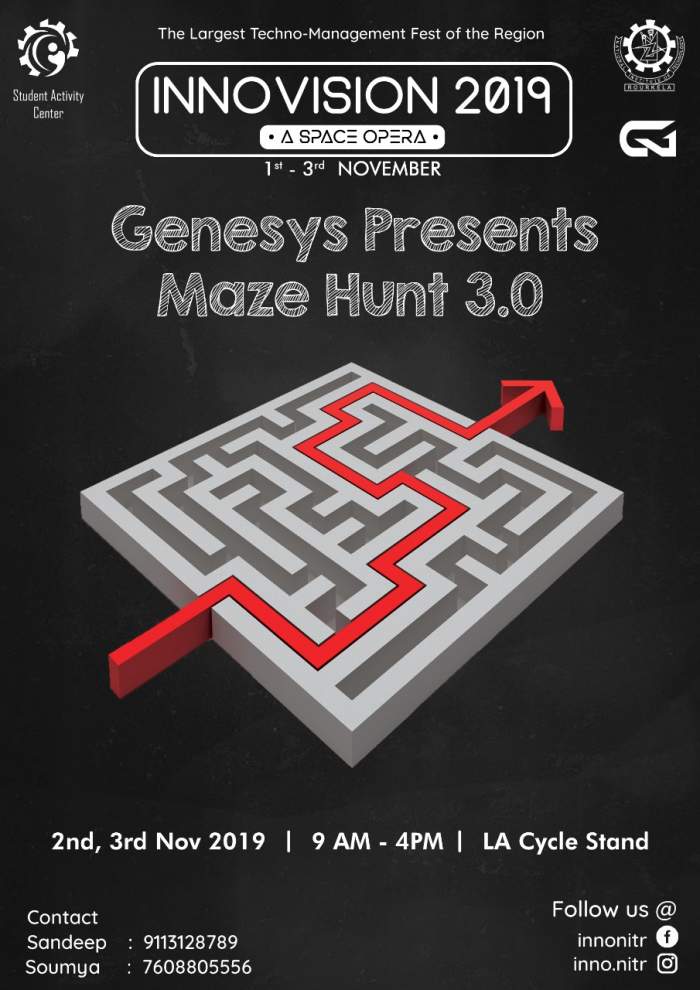 The Largest Techno-Management Fest of the Region
Student Activity
Center
INNOVISION 2019
• A SPACE OPERA •
1st - 3rd NOVEMBER
ROURKELA
Genesys Presents
Maze Hunt 3.0
2nd, 3rd Nov 2019 | 9 AM - 4PM | LA Cycle Stand
Contact
Sandeep : 9113128789
Soumya : 7608805556
Follow us @
innonitr
inno.nitr